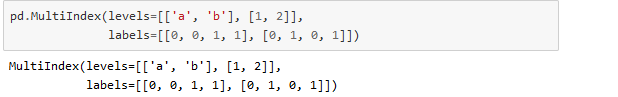 pd.MultiIndex(levels=[['a', 'b'], [1, 2]],
              labels=[[0, 0, 1, 1], [0, 1, 0, 1]])
MultiIndex(levels=[['a', 'b'], [1, 2]],
           labels=[[0, 0, 1, 1], [0, 1, 0, 1]])